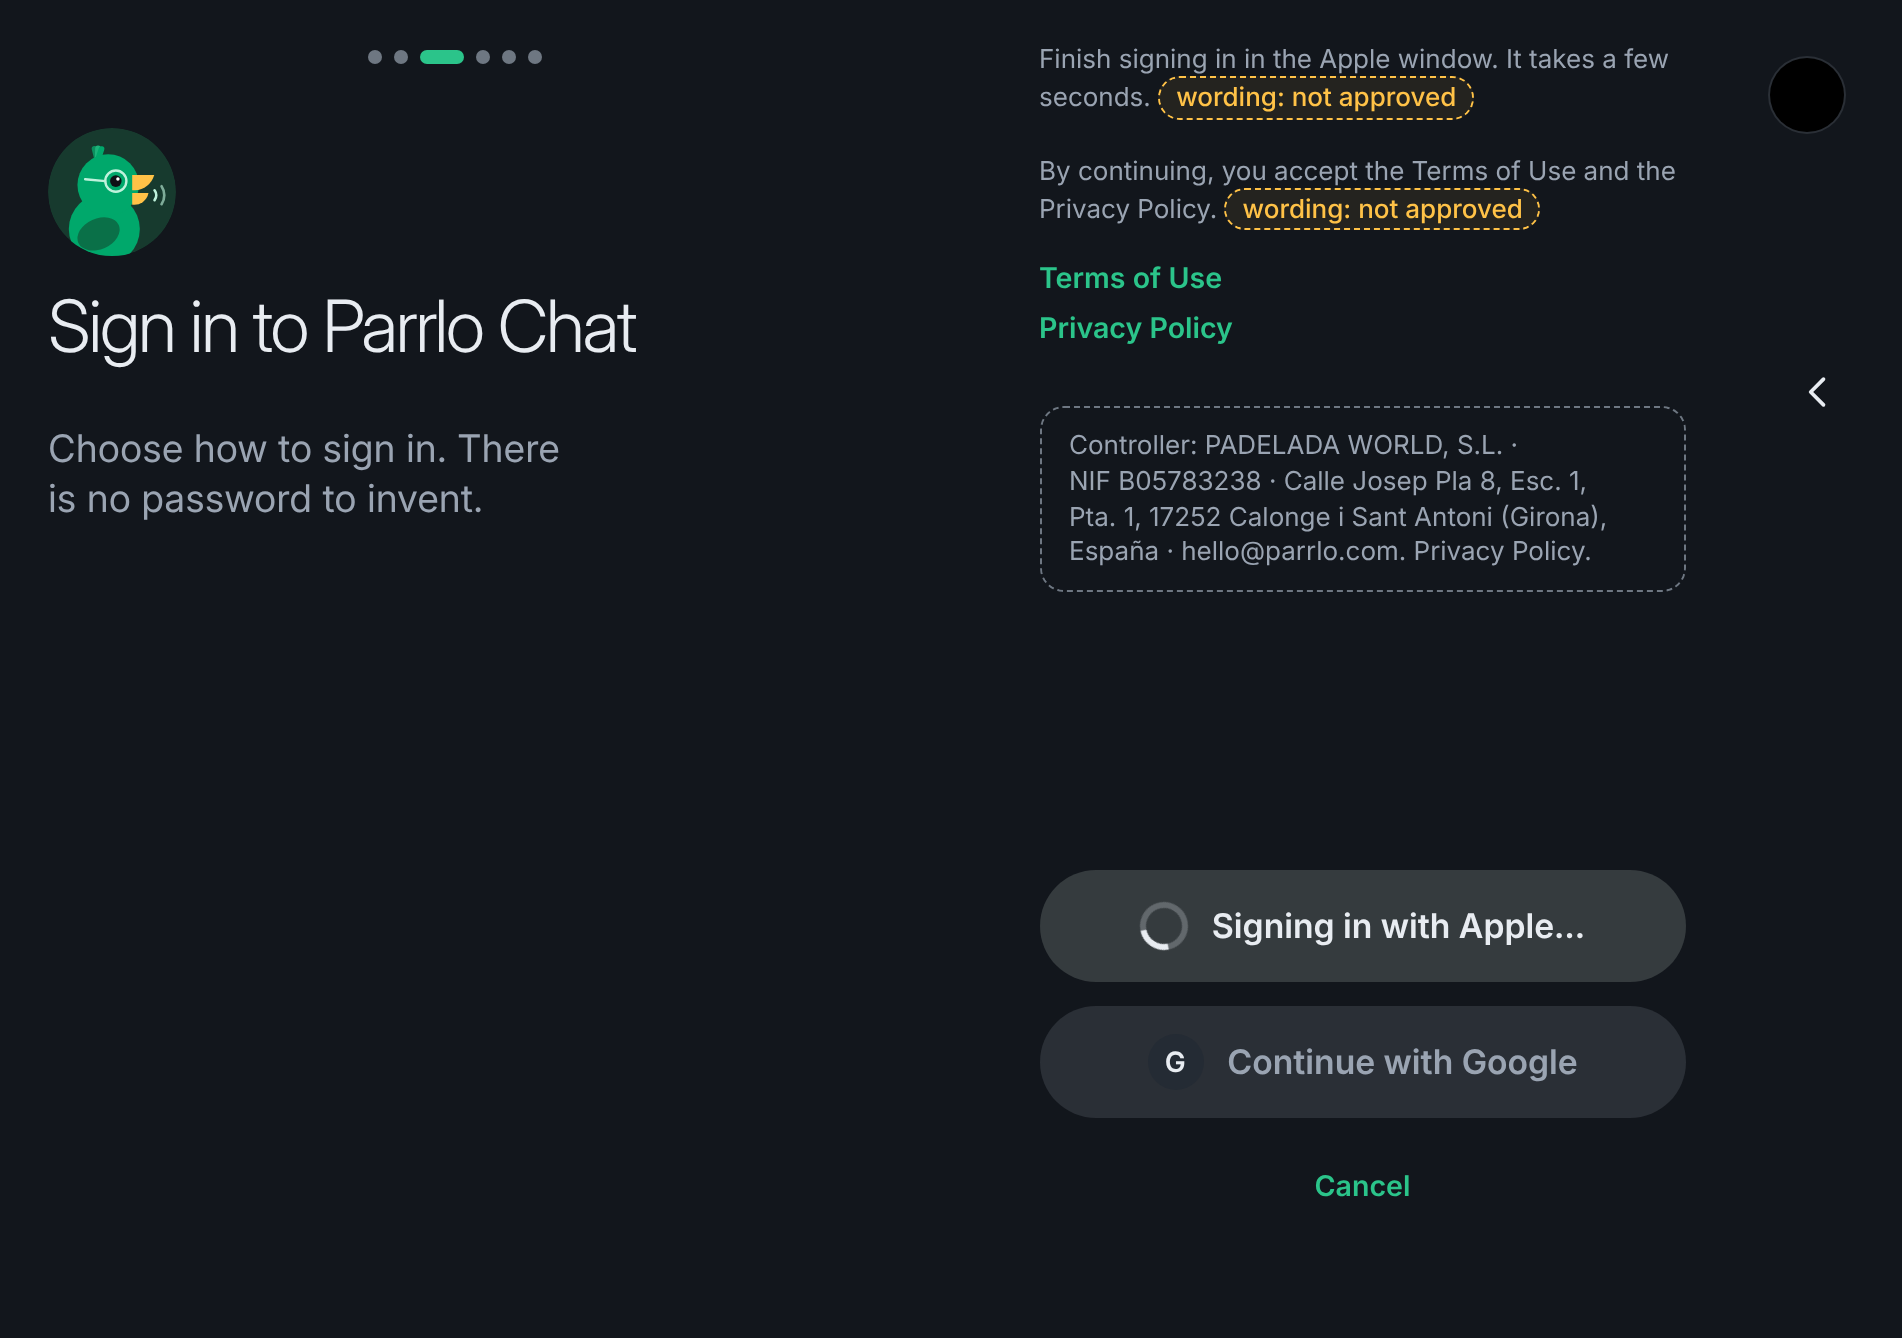 Sign in to Parrlo Chat
Choose how to sign in. There
is no password to invent.
Finish signing in in the Apple window. It takes a few
seconds. wording: not approved
By continuing, you accept the Terms of Use and the
Privacy Policy. wording: not approved
Terms of Use
Privacy Policy
Controller: PADELADA WORLD, S.L. ·
NIF B05783238 · Calle Josep Pla 8, Esc. 1,
Pta. 1, 17252 Calonge i Sant Antoni (Girona),
España · hello@parrlo.com. Privacy Policy.
Signing in with Apple...
G Continue with Google
Cancel